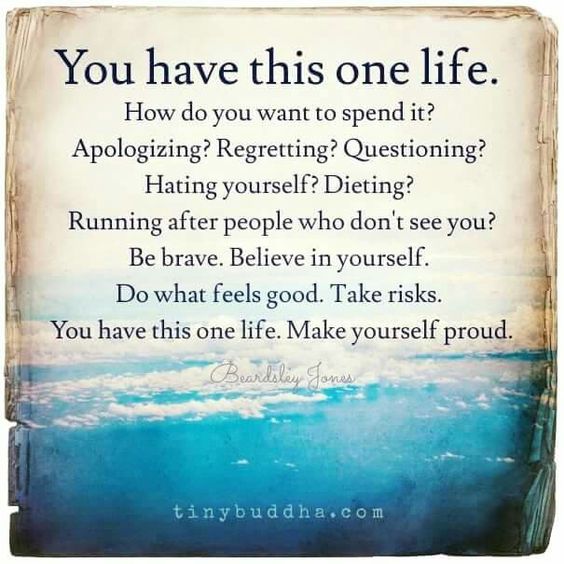 You have this one life.
How do you want to spend it?
Apologizing? Regretting? Questioning?
Hating yourself? Dieting?
Running after people who don't see you?
Be brave. Believe in yourself.
Do what feels good. Take risks.
You have this one life. Make yourself proud.
Beardsley Jones
tinybuddha.com